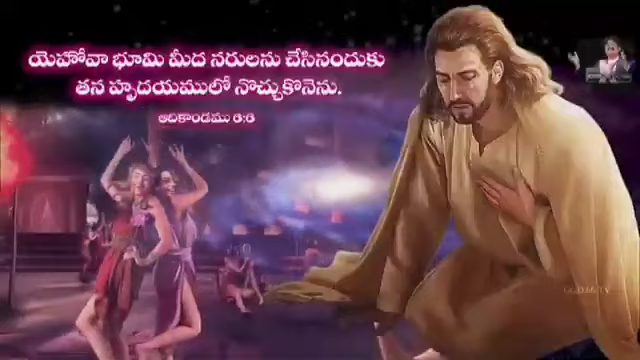 యెహోవా భూమి మీద నరులను చేసినందుకు
తన హృదయములో నొచ్చుకొనెను.
ఆదికాండము 6:6